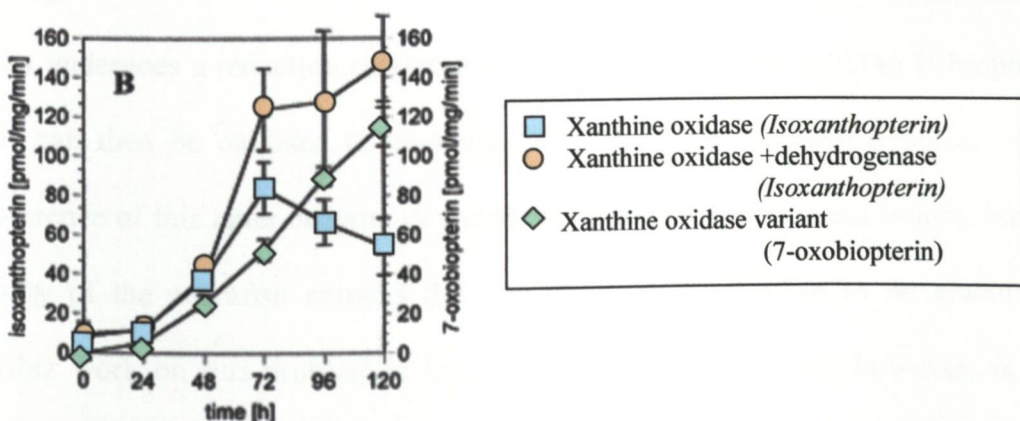 160
140
120
100
80
60
40
20
0
B
isoxanthopterin [pmol/mg/min]
160
140
120
100
80
60
40
20
0
7-oxobiopterin [pmol/mg/min]
0 24 48 72 96 120
time [h]
Xanthine oxidase (Isoxanthopterin)
Xanthine oxidase +dehydrogenase
(Isoxanthopterin)
Xanthine oxidase variant
(7-oxobiopterin)